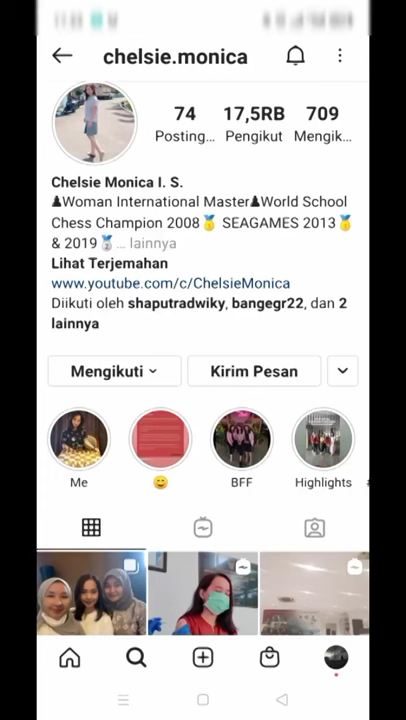 chelsie.monica
74 17,5RB 709
Posting... Pengikut Mengik...
Chelsie Monica I. S.
♟Woman International Master♟World School
Chess Champion 2008🥇 SEAGAMES 2013🥇
& 2019🥈... lainnya
Lihat Terjemahan
www.youtube.com/c/ChelsieMonica
Diikuti oleh shaputradwiky, bangegr22, dan 2
lainnya
Mengikuti Kirim Pesan
Me 😊 BFF Highlights